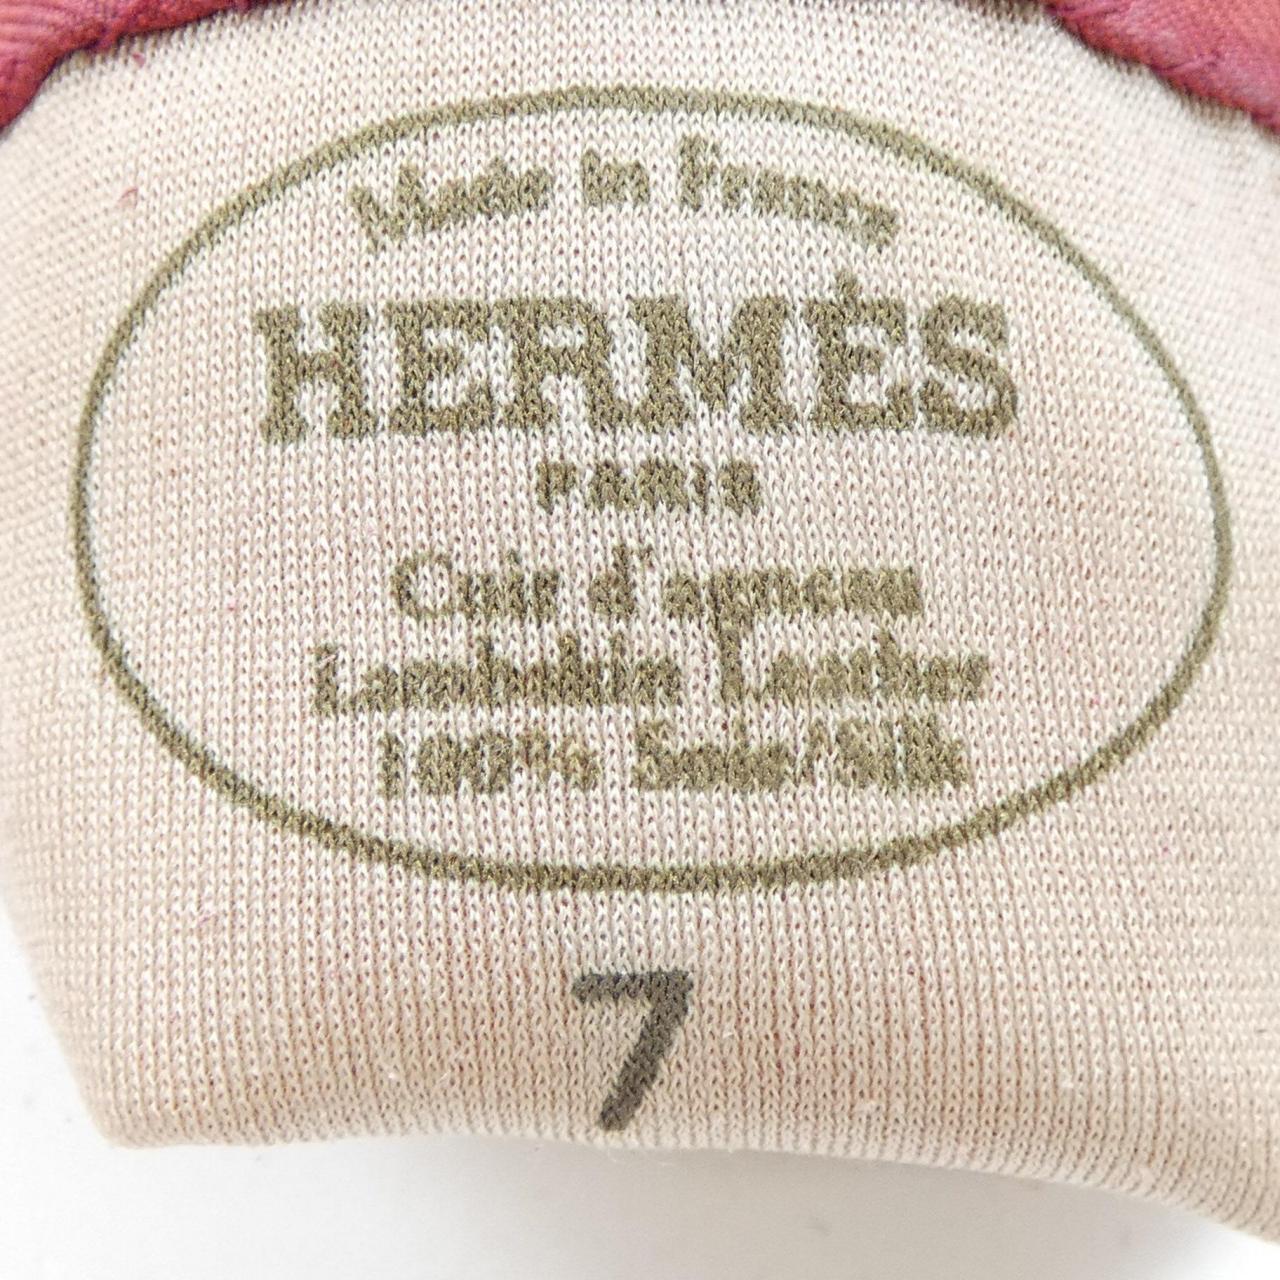 Made in France
HERMÈS
PARIS
Cuir d'agneau
Lambskin Leather
100% Soie/Silk
7